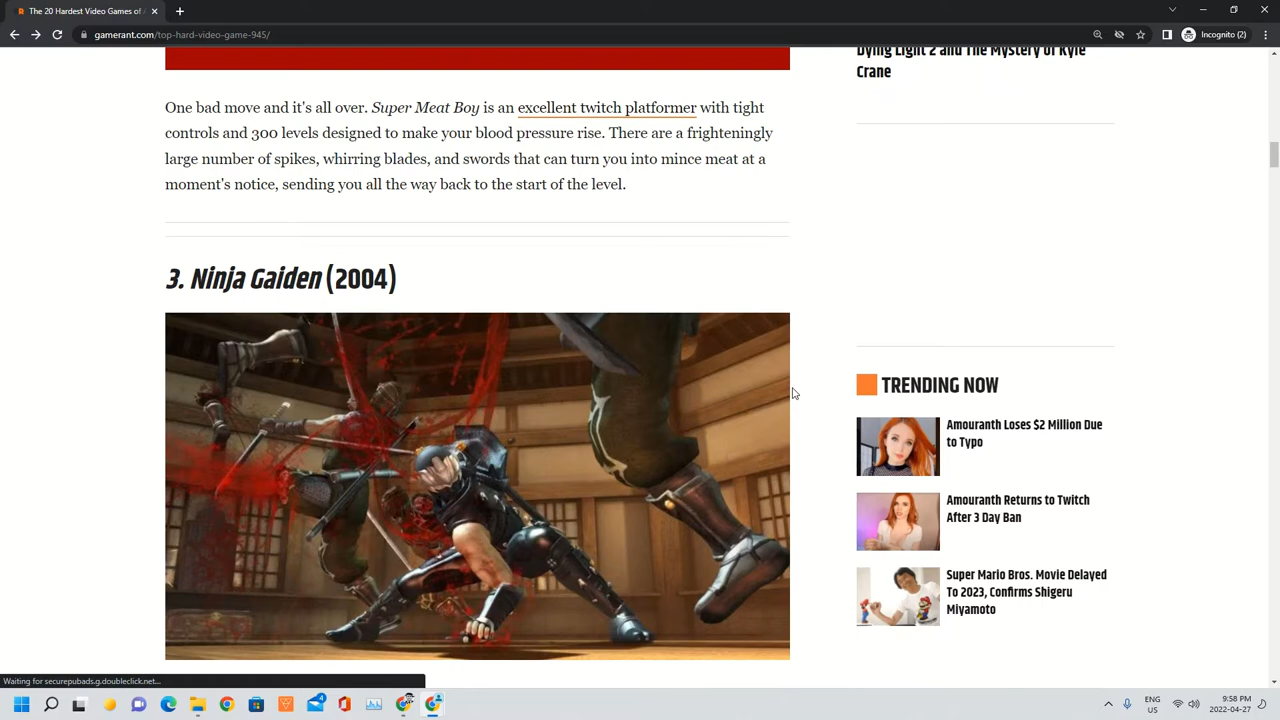 The 20 Hardest Video Games of A
gamerant.com/top-hard-video-game-945/
Incognito (2)
Dying Light 2 and The Mystery of Kyle
Crane
One bad move and it's all over. Super Meat Boy is an excellent twitch platformer with tight
controls and 300 levels designed to make your blood pressure rise. There are a frighteningly
large number of spikes, whirring blades, and swords that can turn you into mince meat at a
moment's notice, sending you all the way back to the start of the level.
3. Ninja Gaiden (2004)
TRENDING NOW
Amouranth Loses $2 Million Due
to Typo
Amouranth Returns to Twitch
After 3 Day Ban
Super Mario Bros. Movie Delayed
To 2023, Confirms Shigeru
Miyamoto
Waiting for securepubads.g.doubleclick.net...
4
ENG
US
9:58 PM
2022-04-27